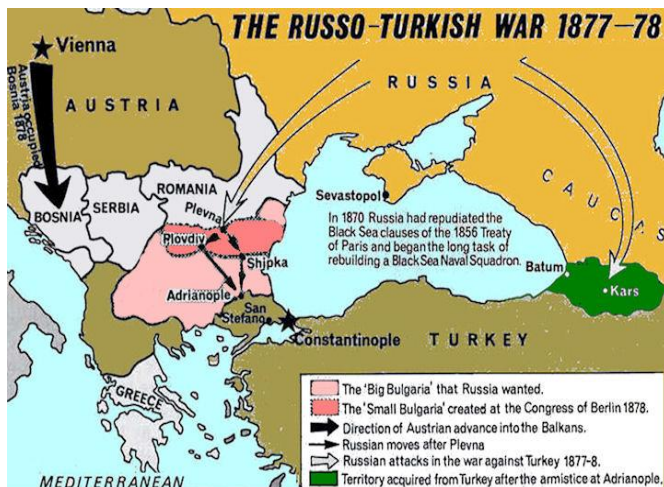 THE RUSSO-TURKISH WAR 1877-78
Vienna
Austria occupied
Bosnia 1878
AUSTRIA
RUSSIA
CAUCAS
ROMANIA
BOSNIA
SERBIA
Plevna
Plovdiv
Shipka
Adrianople
San
Stefano
Constantinople
Sevastopol
In 1870 Russia had repudiated the
Black Sea clauses of the 1856 Treaty
of Paris and began the long task of
rebuilding a Black Sea Naval Squadron.
Batum
Kars
TURKEY
GREECE
MEDITERRANEAN
The 'Big Bulgaria' that Russia wanted.
The 'Small Bulgaria' created at the Congress of Berlin 1878.
Direction of Austrian advance into the Balkans.
Russian moves after Plevna
Russian attacks in the war against Turkey 1877-8.
Territory acquired from Turkey after the armistice at Adrianople.